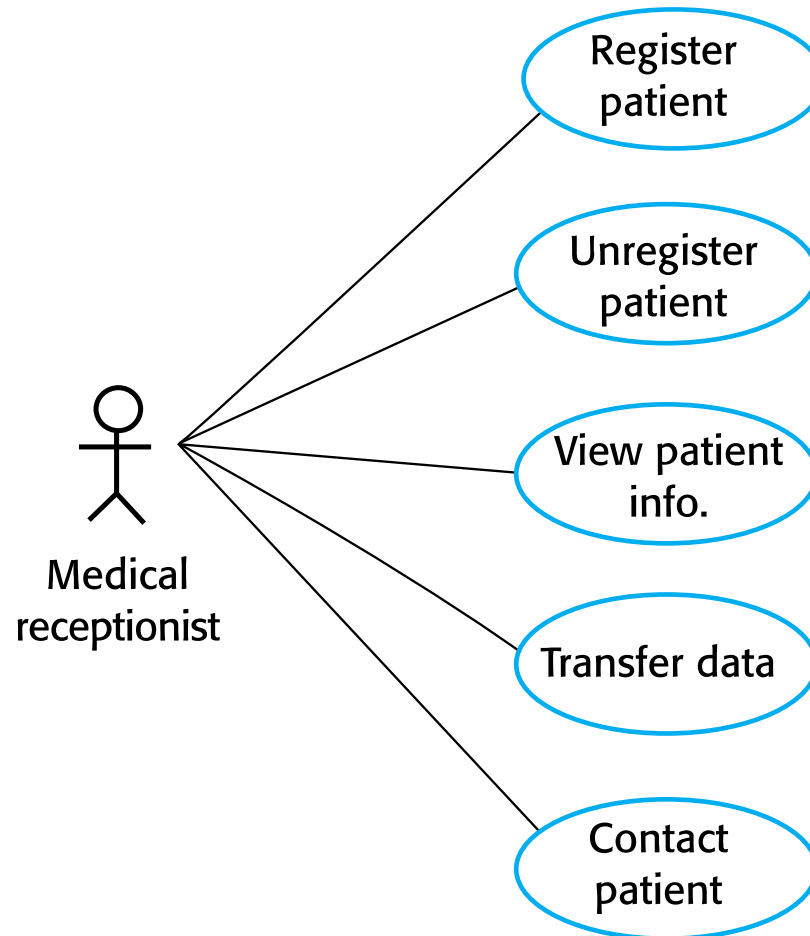 Register
patient
Unregister
patient
View patient
info.
Medical
receptionist
Transfer data
Contact
patient